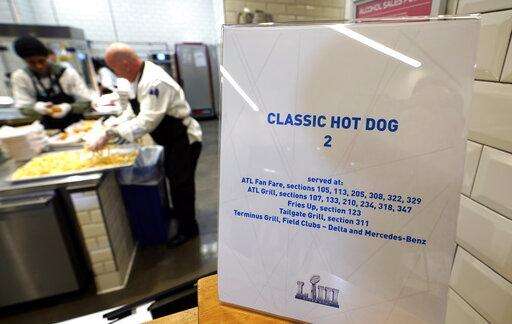 ALCOHOL SALES
CLASSIC HOT DOG
2
served at:
ATL Fan Fare, sections 105, 113, 205, 308, 322, 329
ATL Grill, sections 107, 133, 210, 234, 318, 347
Fries Up, section 123
Tailgate Grill, section 311
Terminus Grill, Field Clubs – Delta and Mercedes-Benz
LIII